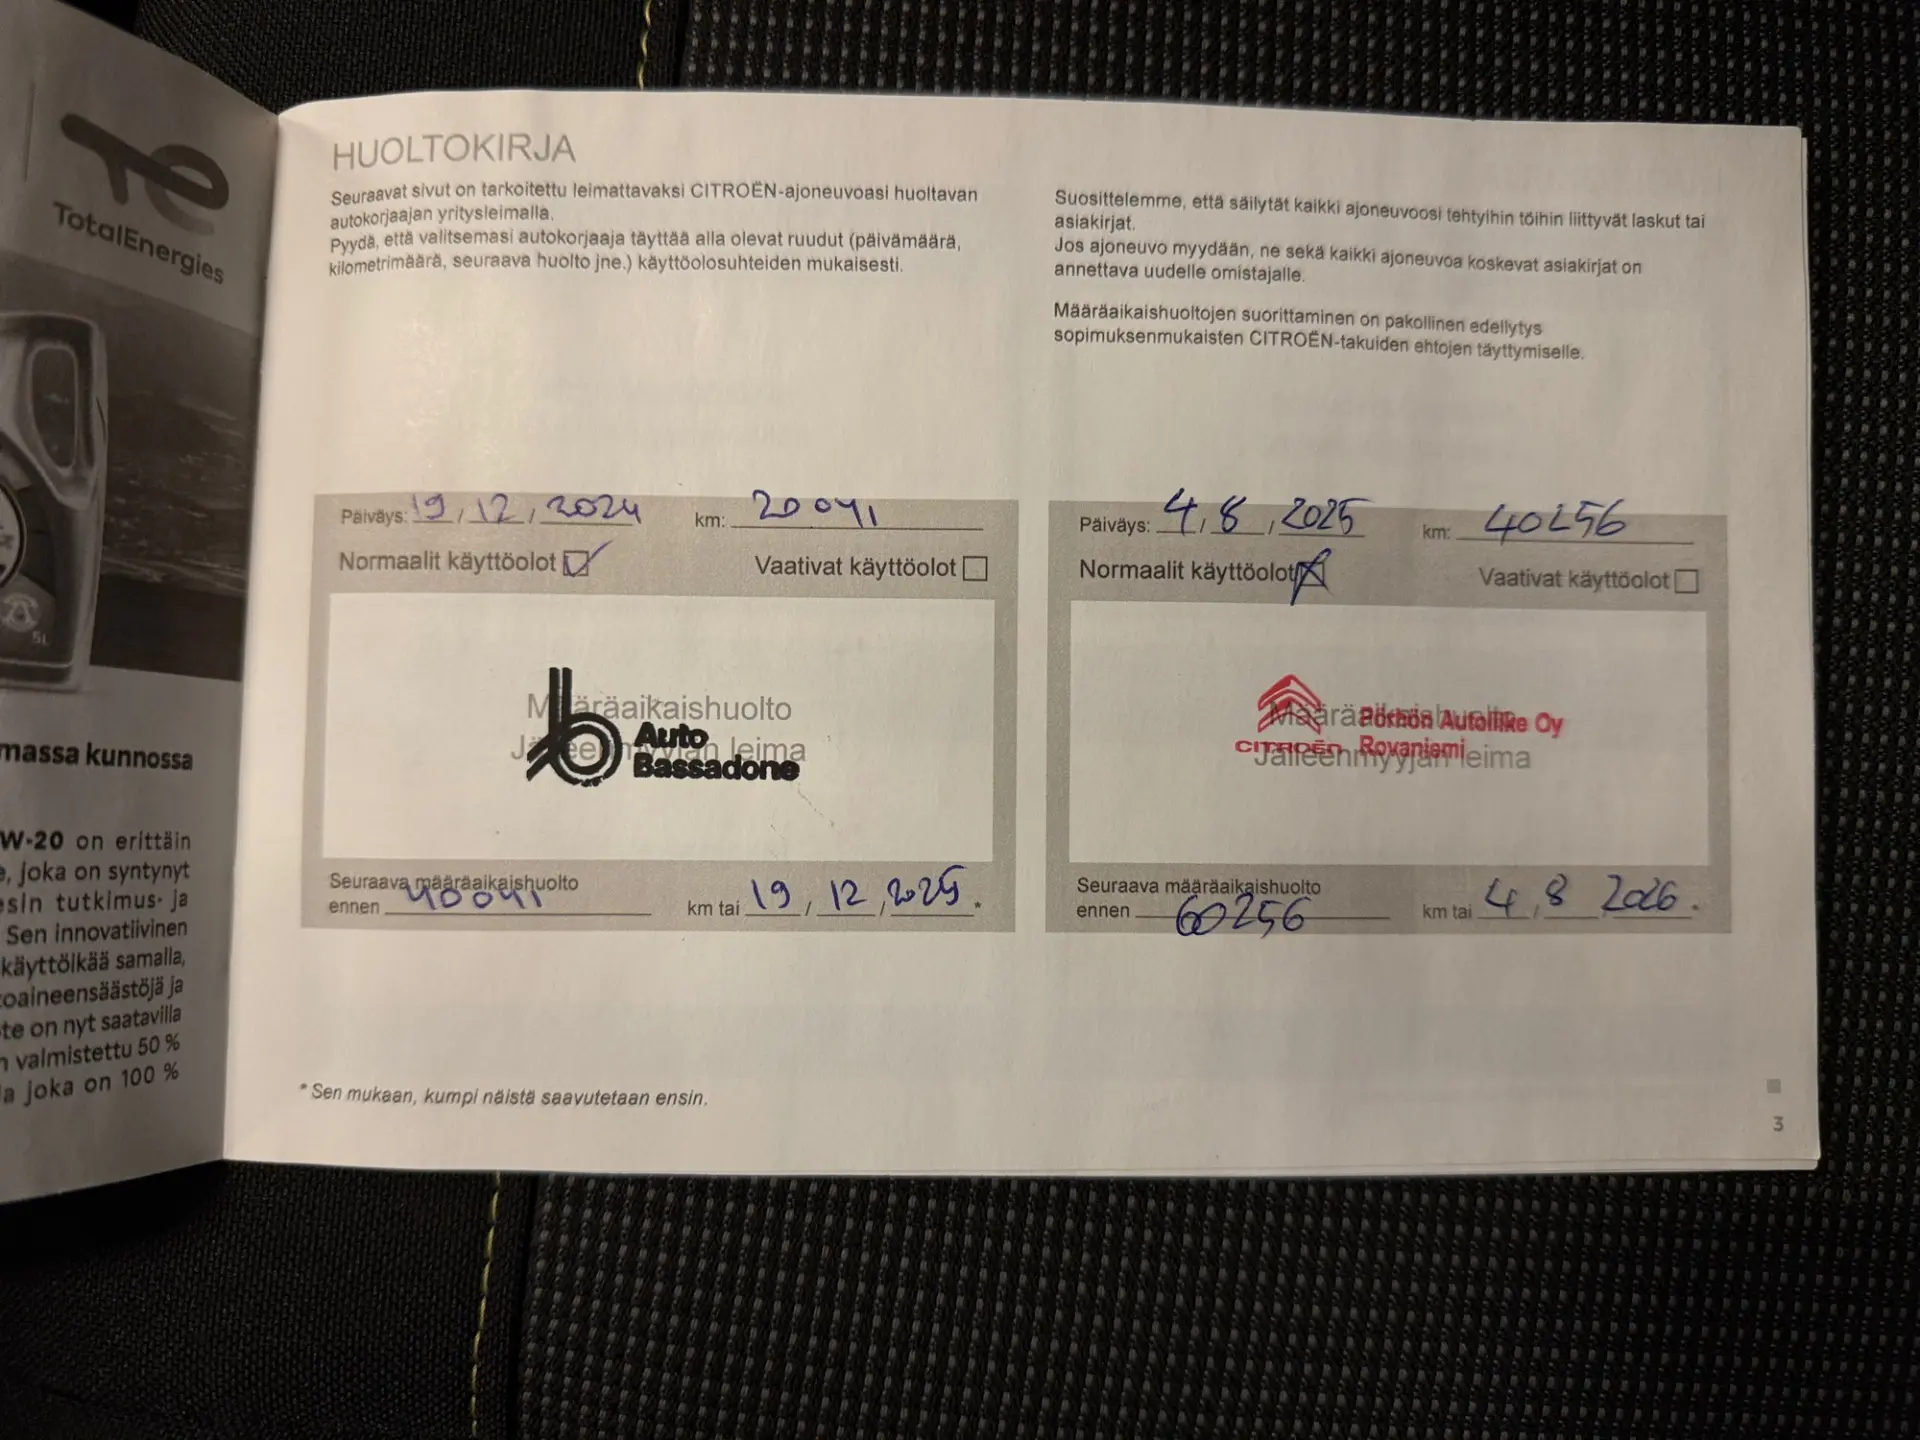 TotalEnergies
5L
massa kunnossa
W-20 on erittäin
, joka on syntynyt
esin tutkimus- ja
Sen innovatiivinen
käyttöikää samalla,
oaineensäästöjä ja
te on nyt saatavilla
valmistettu 50 %
a joka on 100 %
HUOLTOKIRJA
Seuraavat sivut on tarkoitettu leimattavaksi CITROËN-ajoneuvoasi huoltavan
autokorjaajan yritysleimalla.
Pyydä, että valitsemasi autokorjaaja täyttää alla olevat ruudut (päivämäärä,
kilometrimäärä, seuraava huolto jne.) käyttöolosuhteiden mukaisesti.
Päiväys: 19 / 12 / 2024 km: 20041
Normaalit käyttöolot Vaativat käyttöolot
Määräaikaishuolto
Jälleenmyyjän leima
Auto
Bassadone
Seuraava määräaikaishuolto
ennen 40041 km tai 19 / 12 / 2025 *
* Sen mukaan, kumpi näistä saavutetaan ensin.
Suosittelemme, että säilytät kaikki ajoneuvoosi tehtyihin töihin liittyvät laskut tai
asiakirjat.
Jos ajoneuvo myydään, ne sekä kaikki ajoneuvoa koskevat asiakirjat on
annettava uudelle omistajalle.
Määräaikaishuoltojen suorittaminen on pakollinen edellytys
sopimuksenmukaisten CITROËN-takuiden ehtojen täyttymiselle.
Päiväys: 4 / 8 / 2025 km: 40256
Normaalit käyttöolot Vaativat käyttöolot
Määräaikaishuolto
Jälleenmyyjän leima
CITROËN
Pörhön Autoliike Oy
Rovaniemi
Seuraava määräaikaishuolto
ennen 60256 km tai 4 / 8 2026 .
3